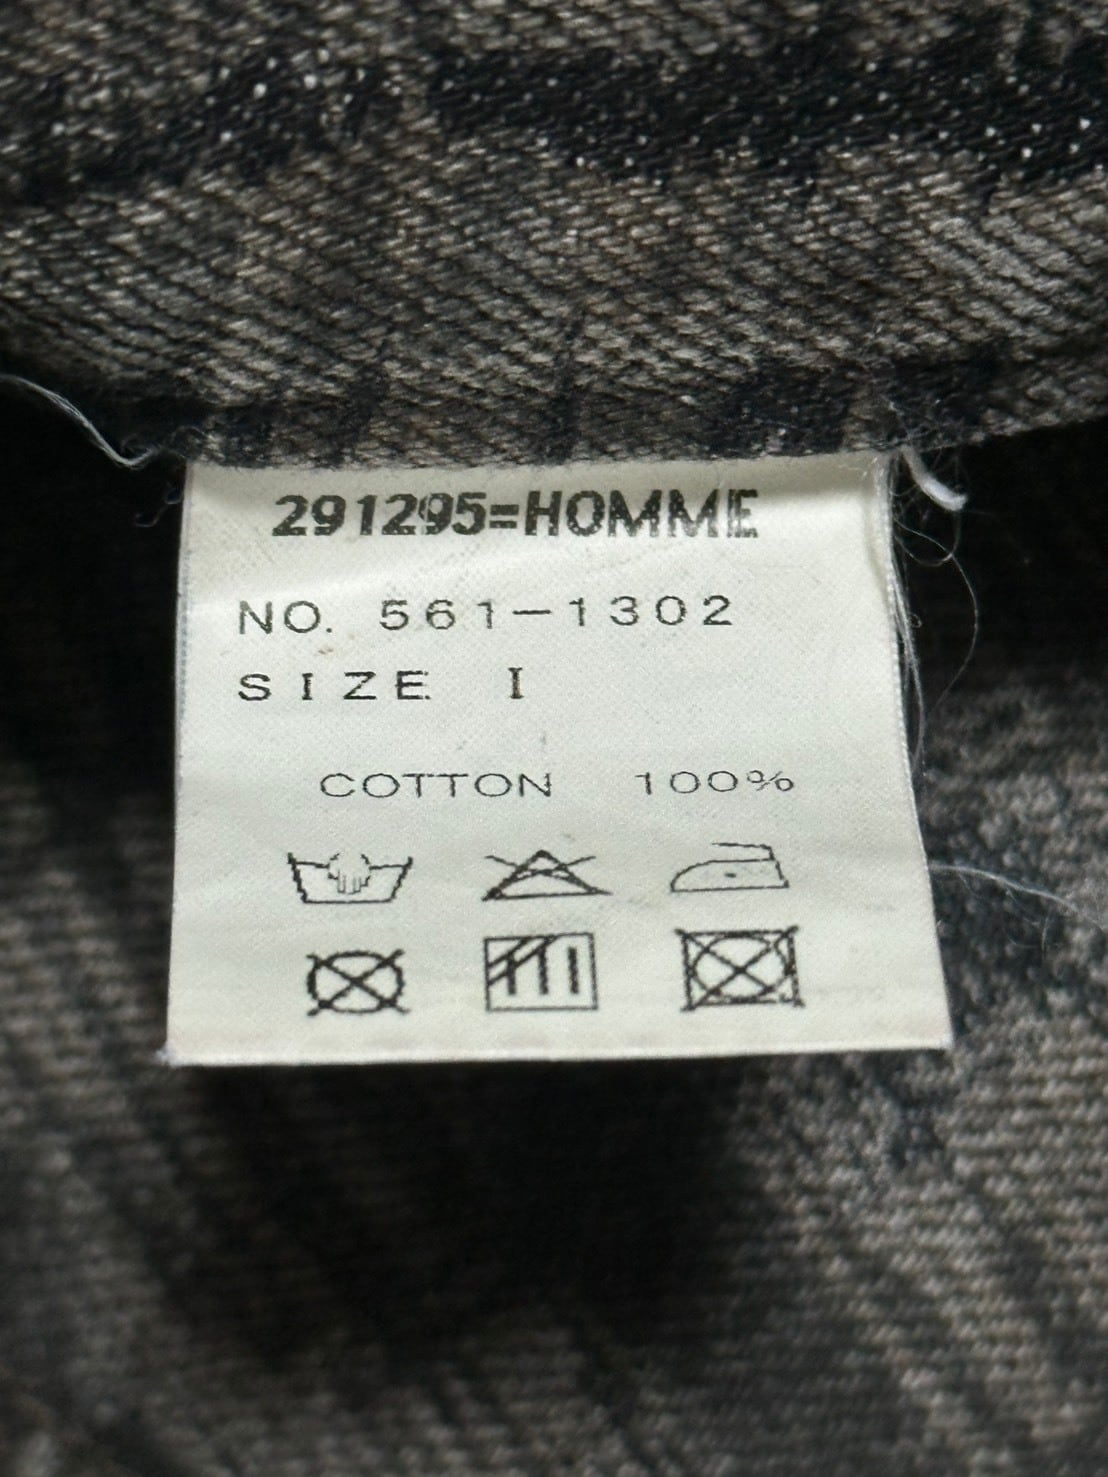 291295=HOMME
NO. 561-1302
SIZE I
COTTON 100%